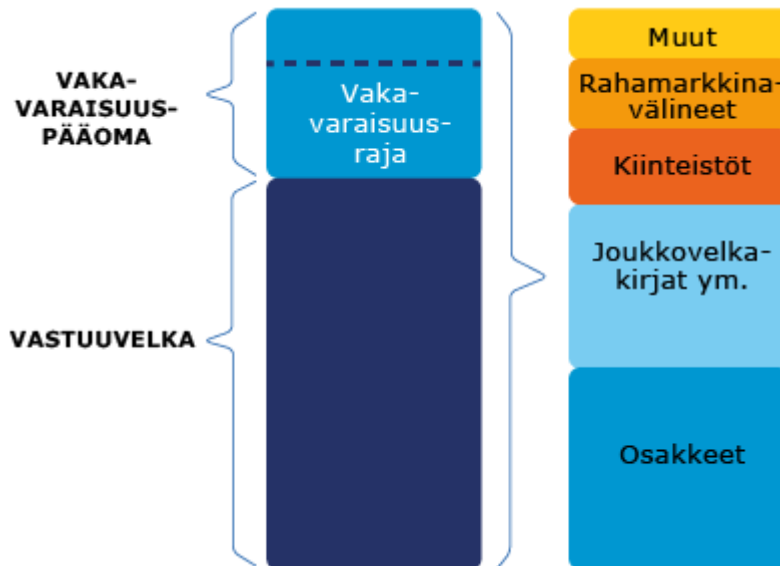 VAKA-
VARAISUUS-
PÄÄOMA
VASTUUVELKA
Vaka-
varaisuus-
raja
Muut
Rahamarkkina-
välineet
Kiinteistöt
Joukkovelka-
kirjat ym.
Osakkeet